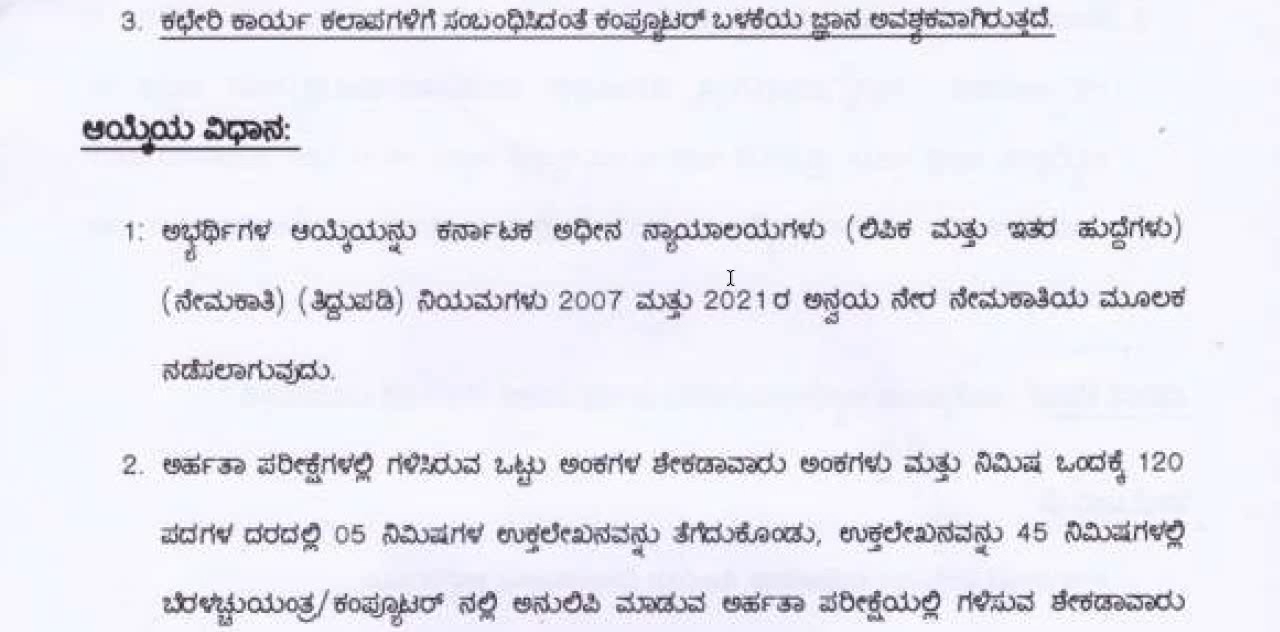 3. ಕಛೇರಿ ಕಾರ್ಯ ಕಲಾಪಗಳಿಗೆ ಸಂಬಂಧಿಸಿದಂತೆ ಕಂಪ್ಯೂಟರ್ ಬಳಕೆಯ ಜ್ಞಾನ ಅವಶ್ಯಕವಾಗಿರುತ್ತದೆ.
ಆಯ್ಕೆಯ ವಿಧಾನ:
1: ಅಭ್ಯರ್ಥಿಗಳ ಆಯ್ಕೆಯನ್ನು ಕರ್ನಾಟಕ ಅಧೀನ ನ್ಯಾಯಾಲಯಗಳು (ಲಿಪಿಕ ಮತ್ತು ಇತರ ಹುದ್ದೆಗಳು)
(ನೇಮಕಾತಿ) (ತಿದ್ದುಪಡಿ) ನಿಯಮಗಳು 2007 ಮತ್ತು 2021ರ ಅನ್ವಯ ನೇರ ನೇಮಕಾತಿಯ ಮೂಲಕ
ನಡೆಸಲಾಗುವುದು.
2. ಅರ್ಹತಾ ಪರೀಕ್ಷೆಗಳಲ್ಲಿ ಗಳಿಸಿರುವ ಒಟ್ಟು ಅಂಕಗಳ ಶೇಕಡಾವಾರು ಅಂಕಗಳು ಮತ್ತು ನಿಮಿಷ ಒಂದಕ್ಕೆ 120
ಪದಗಳ ದರದಲ್ಲಿ 05 ನಿಮಿಷಗಳ ಉಕ್ತಲೇಖನವನ್ನು ತೆಗೆದುಕೊಂಡು, ಉಕ್ತಲೇಖನವನ್ನು 45 ನಿಮಿಷಗಳಲ್ಲಿ
ಬೆರಳಚ್ಚುಯಂತ್ರ/ಕಂಪ್ಯೂಟರ್ ನಲ್ಲಿ ಅನುಲಿಪಿ ಮಾಡುವ ಅರ್ಹತಾ ಪರೀಕ್ಷೆಯಲ್ಲಿ ಗಳಿಸುವ ಶೇಕಡಾವಾರು